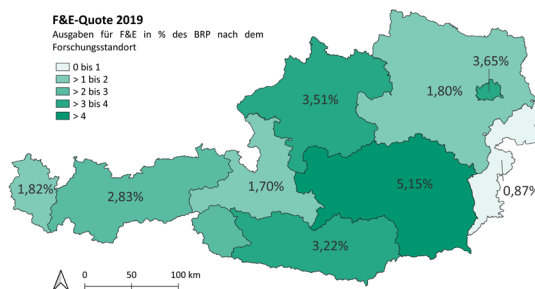 F&E-Quote 2019
Ausgaben für F&E in % des BRP nach dem
Forschungsstandort
0 bis 1
> 1 bis 2
> 2 bis 3
> 3 bis 4
> 4
3,65%
3,51%
1,80%
1,82%
2,83%
1,70%
5,15%
0,87%
3,22%
0 50 100 km